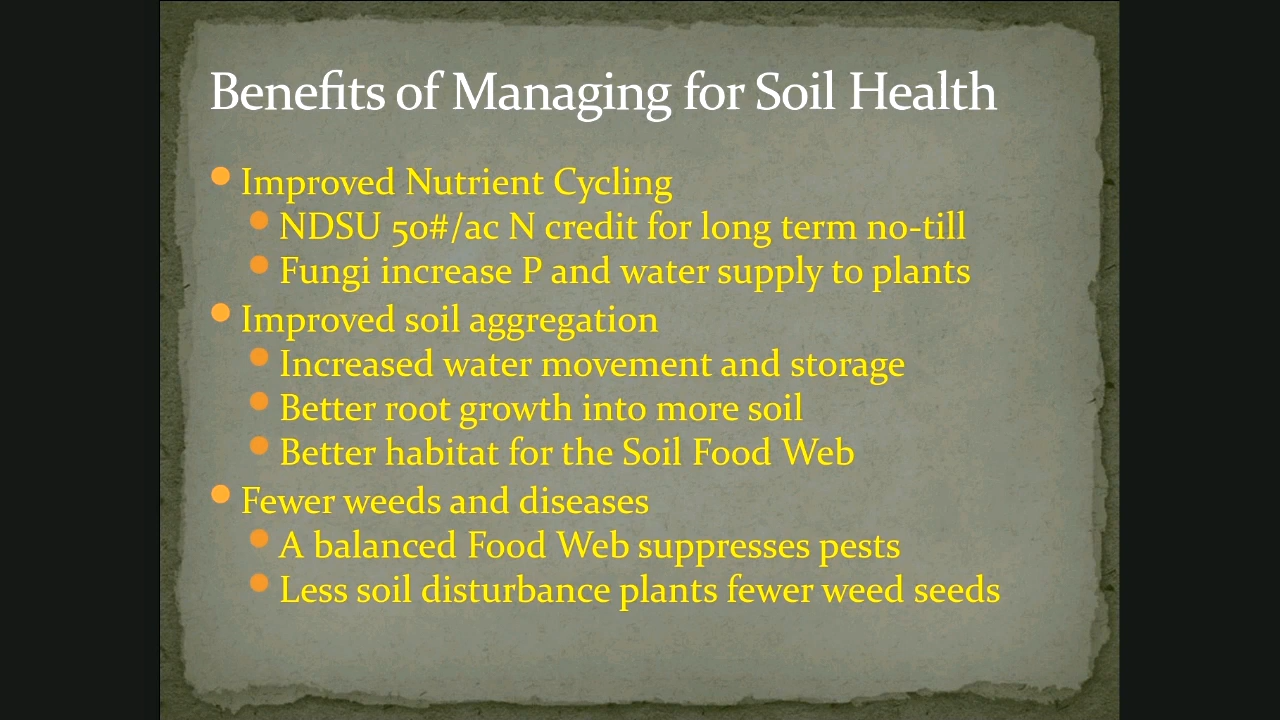 Benefits of Managing for Soil Health
Improved Nutrient Cycling
NDSU 50#/ac N credit for long term no-till
Fungi increase P and water supply to plants
Improved soil aggregation
Increased water movement and storage
Better root growth into more soil
Better habitat for the Soil Food Web
Fewer weeds and diseases
A balanced Food Web suppresses pests
Less soil disturbance plants fewer weed seeds